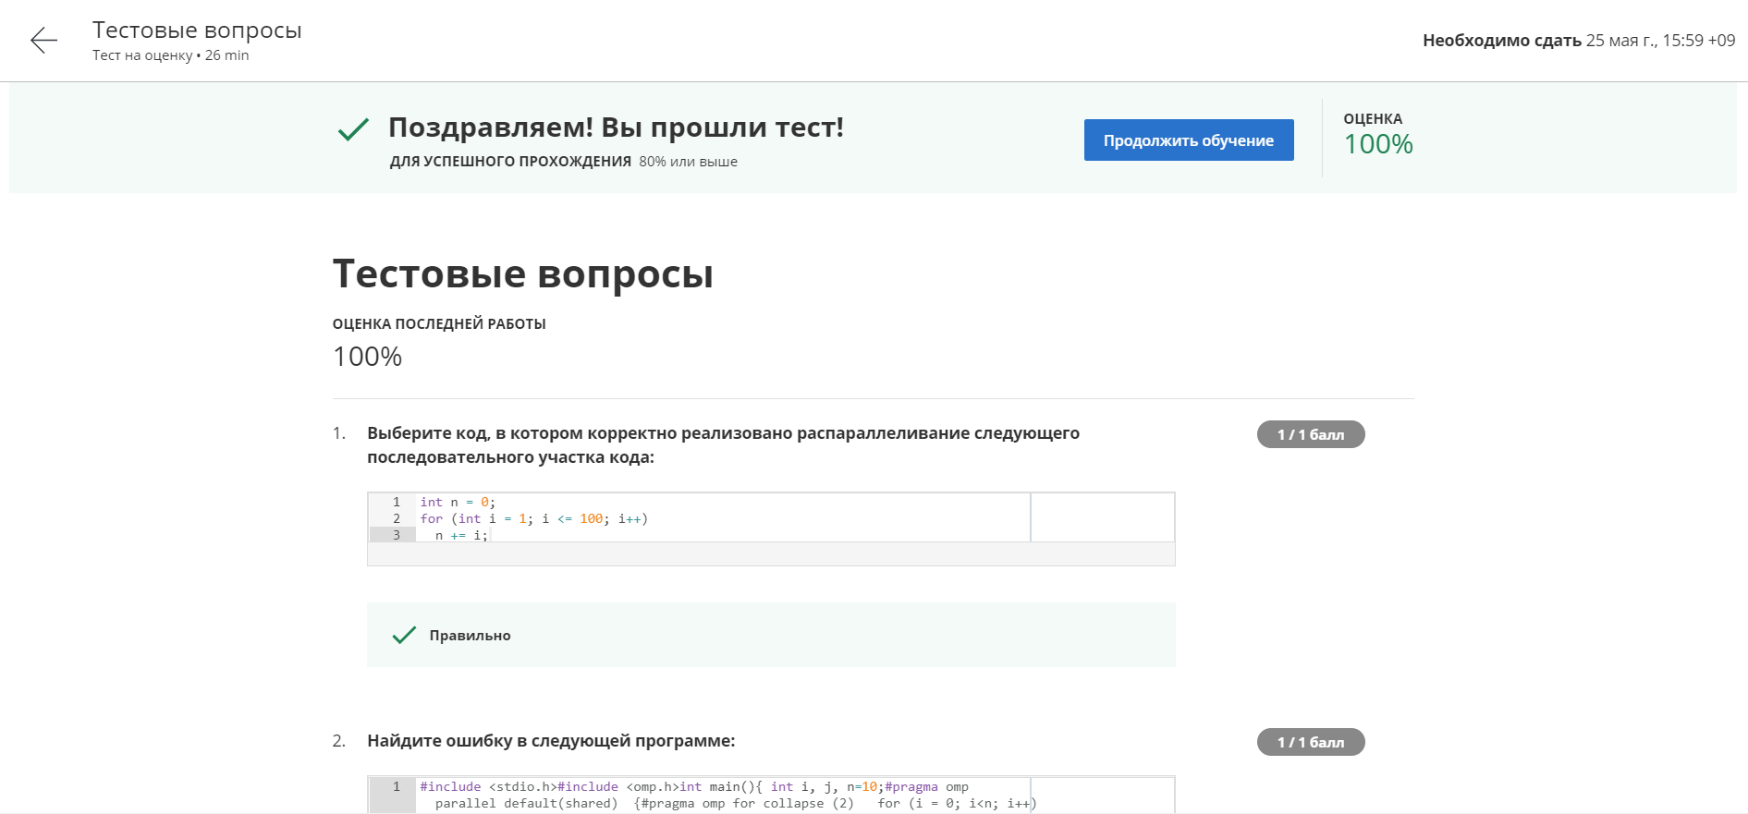 Тестовые вопросы
Тест на оценку • 26 min
Необходимо сдать 25 мая г., 15:59 +09
Поздравляем! Вы прошли тест!
ДЛЯ УСПЕШНОГО ПРОХОЖДЕНИЯ 80% или выше
Продолжить обучение
ОЦЕНКА
100%
Тестовые вопросы
ОЦЕНКА ПОСЛЕДНЕЙ РАБОТЫ
100%
1. Выберите код, в котором корректно реализовано распараллеливание следующего
последовательного участка кода:
1 / 1 балл
1 int n = 0;
2 for (int i = 1; i <= 100; i++)
3 n += i;
Правильно
2. Найдите ошибку в следующей программе:
1 / 1 балл
1 #include <stdio.h>#include <omp.h>int main(){ int i, j, n=10;#pragma omp
parallel default(shared) {#pragma omp for collapse (2) for (i = 0; i<n; i++)